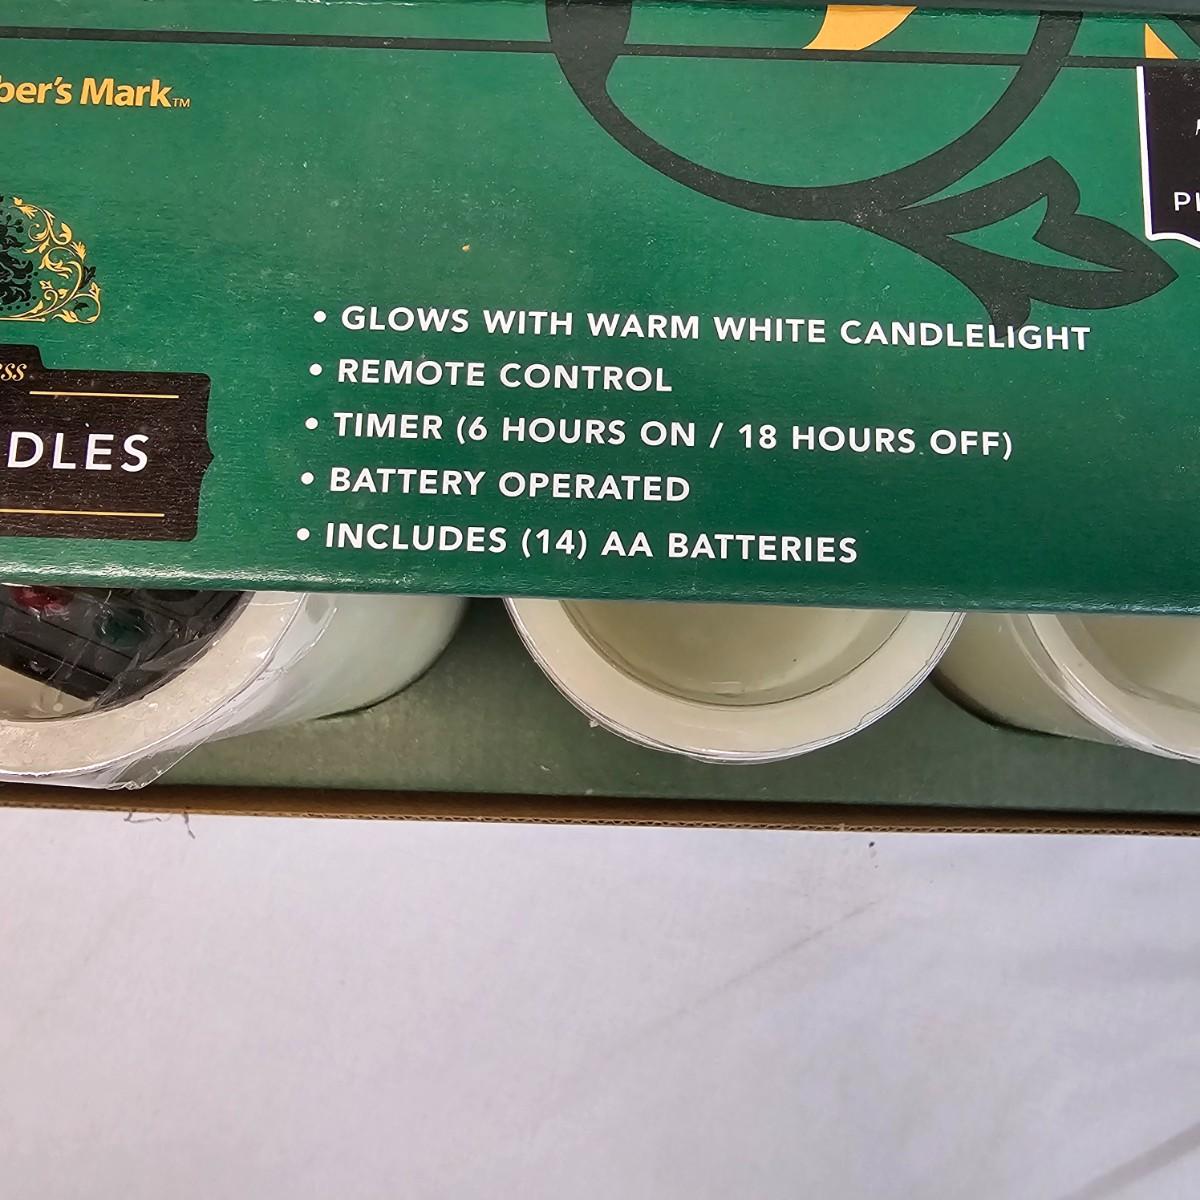 ber's Mark™
• GLOWS WITH WARM WHITE CANDLELIGHT
• REMOTE CONTROL
• TIMER (6 HOURS ON / 18 HOURS OFF)
• BATTERY OPERATED
• INCLUDES (14) AA BATTERIES
ss
DLES